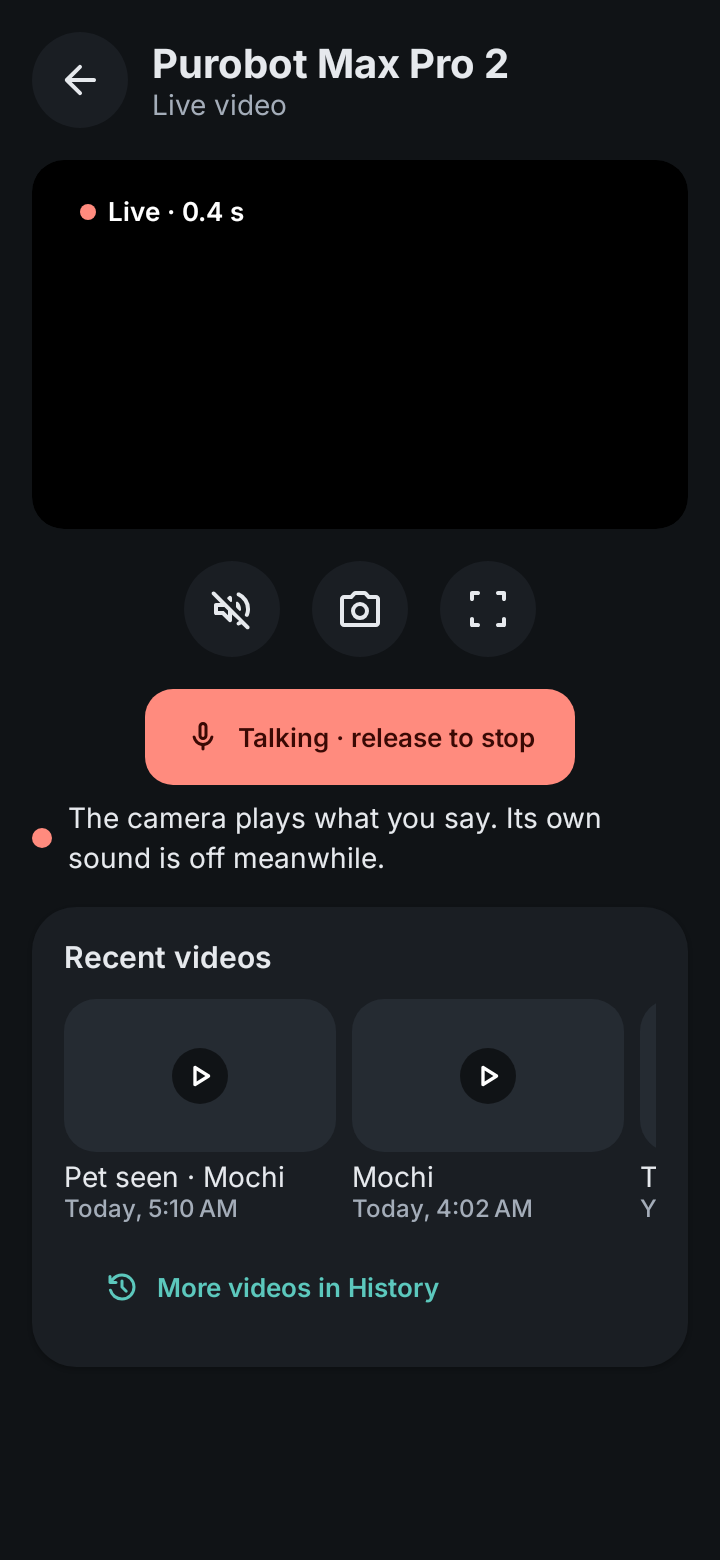 Purobot Max Pro 2
Live video
Live · 0.4 s
Talking · release to stop
The camera plays what you say. Its own
sound is off meanwhile.
Recent videos
Pet seen · Mochi
Today, 5:10 AM
Mochi
Today, 4:02 AM
T
Y
More videos in History